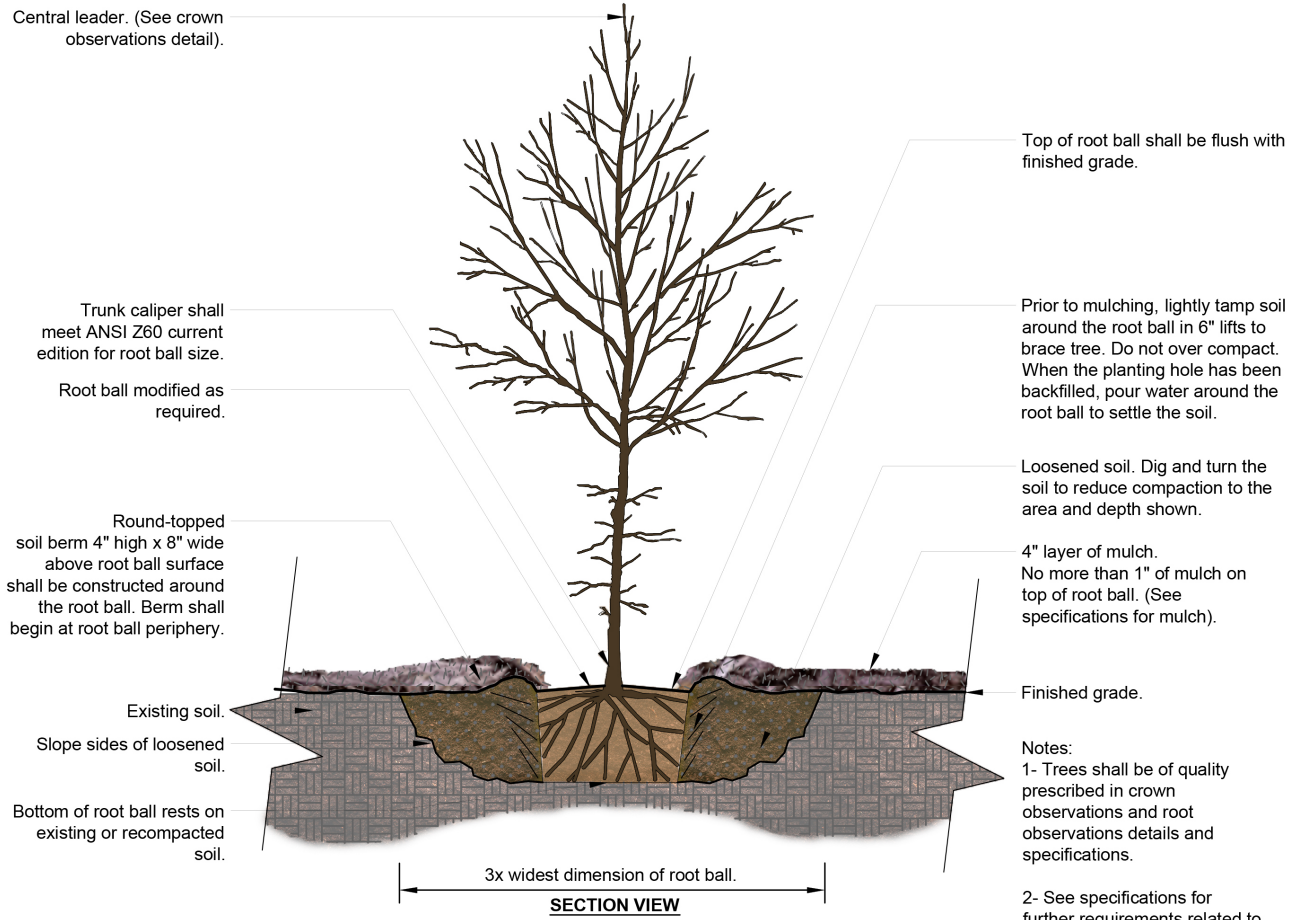 Central leader. (See crown
observations detail).
Trunk caliper shall
meet ANSI Z60 current
edition for root ball size.
Root ball modified as
required.
Round-topped
soil berm 4" high x 8" wide
above root ball surface
shall be constructed around
the root ball. Berm shall
begin at root ball periphery.
Existing soil.
Slope sides of loosened
soil.
Bottom of root ball rests on
existing or recompacted
soil.
Top of root ball shall be flush with
finished grade.
Prior to mulching, lightly tamp soil
around the root ball in 6" lifts to
brace tree. Do not over compact.
When the planting hole has been
backfilled, pour water around the
root ball to settle the soil.
Loosened soil. Dig and turn the
soil to reduce compaction to the
area and depth shown.
4" layer of mulch.
No more than 1" of mulch on
top of root ball. (See
specifications for mulch).
Finished grade.
Notes:
1- Trees shall be of quality
prescribed in crown
observations and root
observations details and
specifications.
2- See specifications for
further requirements related to
3x widest dimension of root ball.
SECTION VIEW